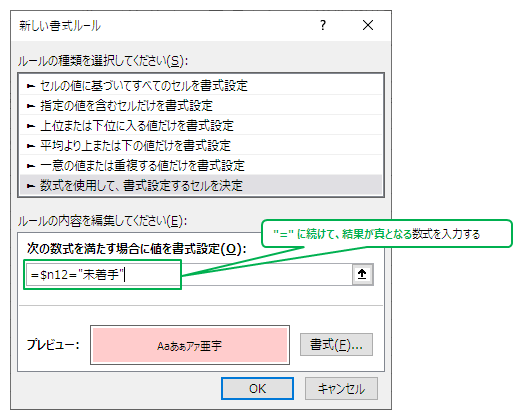 新しい書式ルール
ルールの種類を選択してください(S):
► セルの値に基づいてすべてのセルを書式設定
► 指定の値を含むセルだけを書式設定
► 上位または下位に入る値だけを書式設定
► 平均より上または下の値だけを書式設定
► 一意の値または重複する値だけを書式設定
► 数式を使用して、書式設定するセルを決定
ルールの内容を編集してください(E):
"=" に続けて、結果が真となる数式を入力する
次の数式を満たす場合に値を書式設定(O):
=$n12="未着手"
プレビュー:
Aaあぁアァ亜宇
書式(F)...
OK
キャンセル